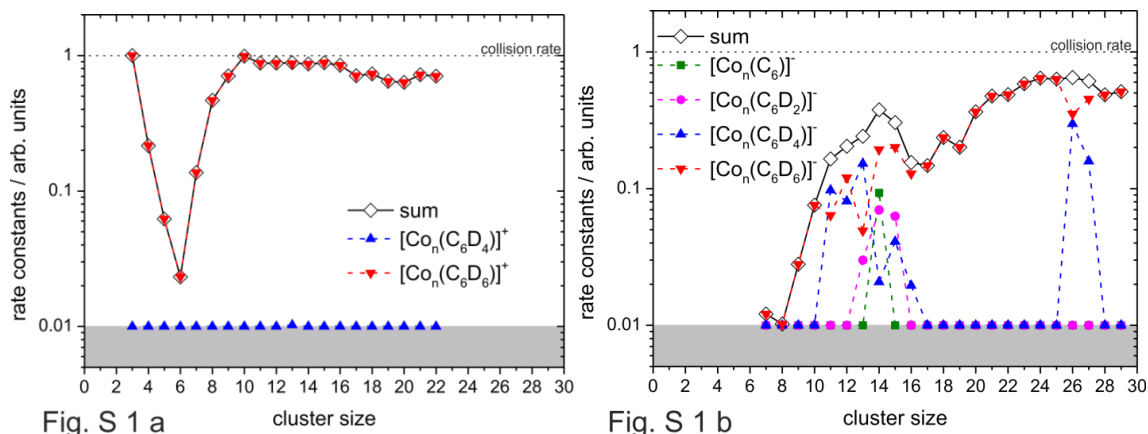 collision rate
1
0.1
0.01
rate constants / arb. units
sum
[Coₙ(C₆D₄)]⁺
[Coₙ(C₆D₆)]⁺
0 2 4 6 8 10 12 14 16 18 20 22 24 26 28 30
cluster size
Fig. S 1 a
collision rate
1
0.1
0.01
rate constants / arb. units
sum
[Coₙ(C₆)]⁻
[Coₙ(C₆D₂)]⁻
[Coₙ(C₆D₄)]⁻
[Coₙ(C₆D₆)]⁻
0 2 4 6 8 10 12 14 16 18 20 22 24 26 28 30
cluster size
Fig. S 1 b